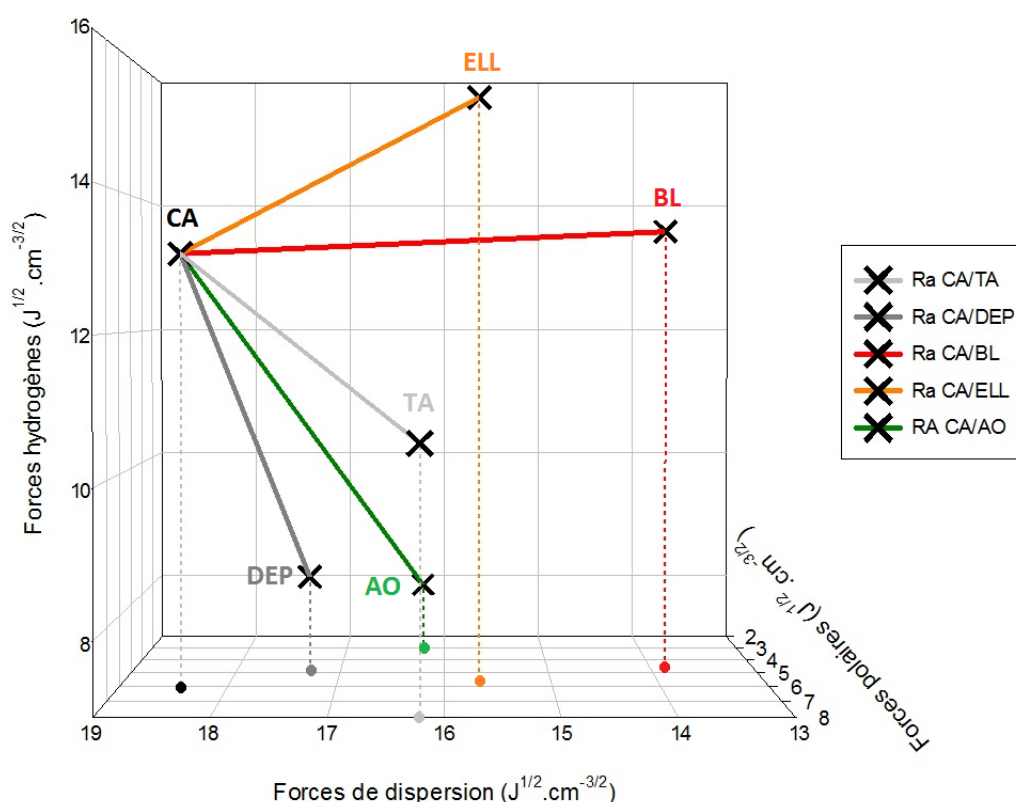 16
14
12
10
8
Forces hydrogènes (J^1/2.cm^-3/2)
ELL
BL
CA
TA
DEP
AO
Ra CA/TA
Ra CA/DEP
Ra CA/BL
Ra CA/ELL
RA CA/AO
2
3
4
5
6
7
8
Forces polaires (J^1/2.cm^-3/2)
19
18
17
16
15
14
13
Forces de dispersion (J^1/2.cm^-3/2)